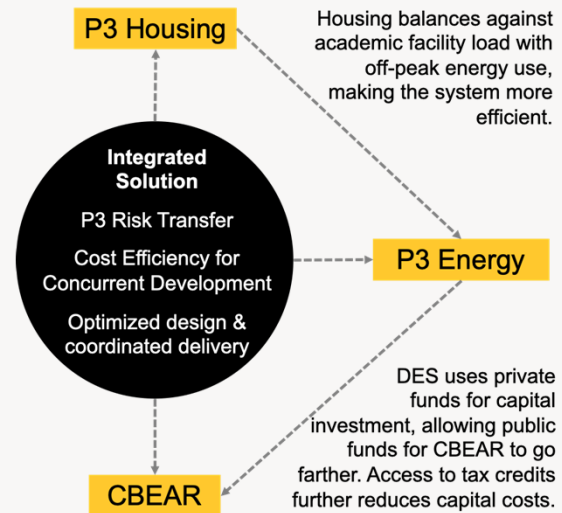 P3 Housing
Housing balances against
academic facility load with
off-peak energy use,
making the system more
efficient.
Integrated
Solution
P3 Risk Transfer
Cost Efficiency for
Concurrent Development
Optimized design &
coordinated delivery
P3 Energy
DES uses private
funds for capital
investment, allowing public
funds for CBEAR to go
farther. Access to tax credits
further reduces capital costs.
CBEAR